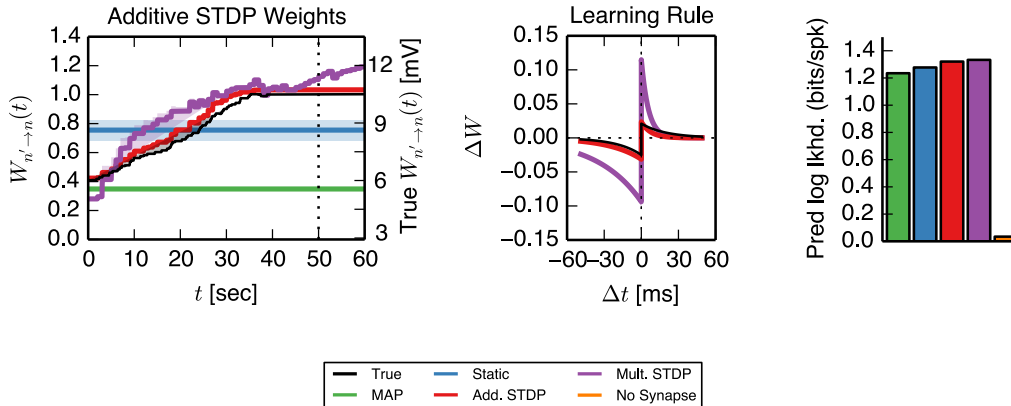 Additive STDP Weights
W_{n'→n}(t)
1.4
1.2
1.0
0.8
0.6
0.4
0.2
0.0
0 10 20 30 40 50 60
t [sec]
12
9
6
3
True W_{n'→n}(t) [mV]
Learning Rule
ΔW
0.15
0.10
0.05
0.00
−0.05
−0.10
−0.15
−60 −30 0 30 60
Δt [ms]
Pred log lkhd. (bits/spk)
1.4
1.2
1.0
0.8
0.6
0.4
0.2
0.0
True Static Mult. STDP
MAP Add. STDP No Synapse